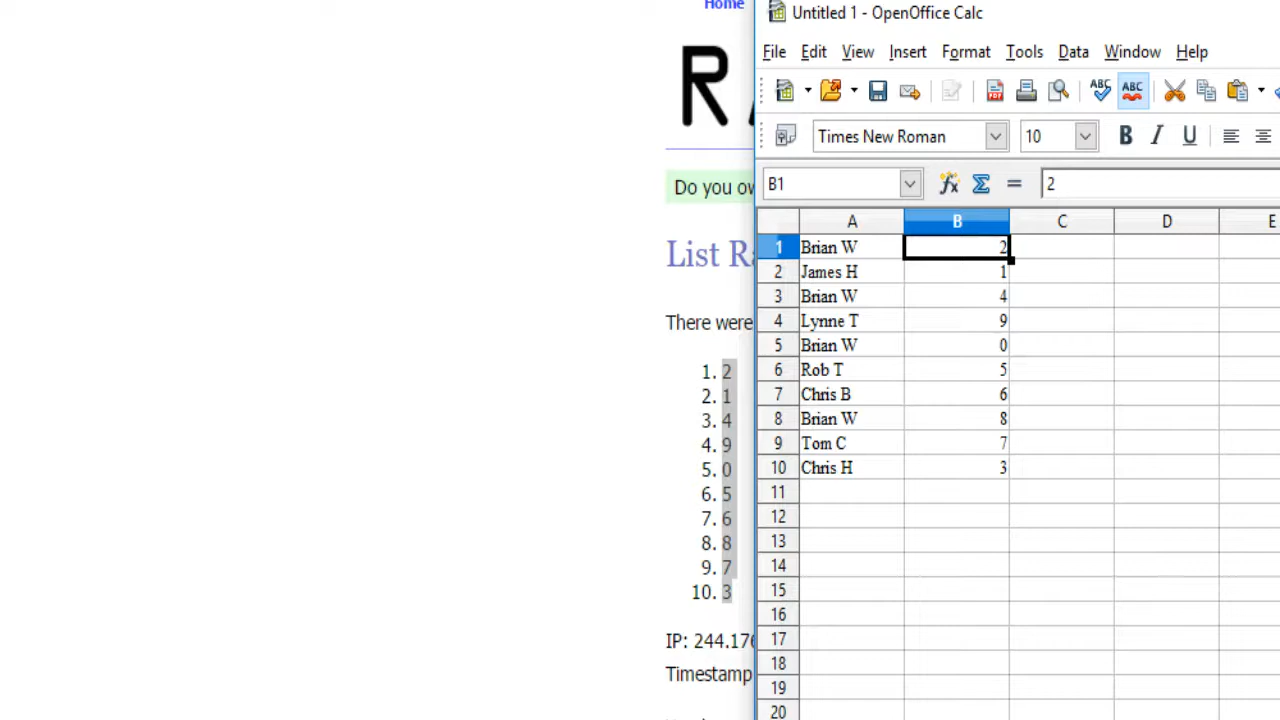 Home
R
Do you ow
List Ra
There were
1. 2
2. 1
3. 4
4. 9
5. 0
6. 5
7. 6
8. 8
9. 7
10. 3
IP: 244.176
Timestamp
Untitled 1 - OpenOffice Calc
File Edit View Insert Format Tools Data Window Help
Times New Roman 10 B I U
B1 2
A B C D E
1 Brian W 2
2 James H 1
3 Brian W 4
4 Lynne T 9
5 Brian W 0
6 Rob T 5
7 Chris B 6
8 Brian W 8
9 Tom C 7
10 Chris H 3
11
12
13
14
15
16
17
18
19
20